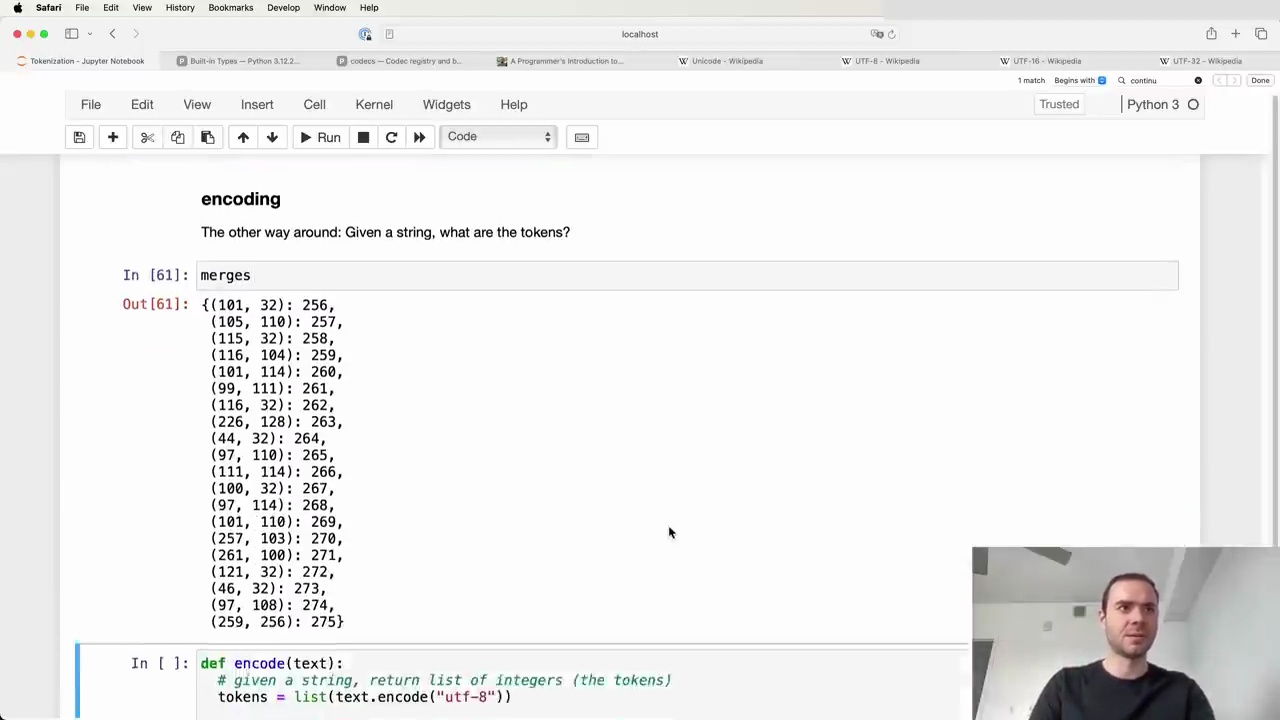 Safari File Edit View History Bookmarks Develop Window Help
localhost
Tokenization - Jupyter Notebook
Built-in Types — Python 3.12.2...
codecs — Codec registry and b...
A Programmer's Introduction to...
Unicode - Wikipedia
UTF-8 - Wikipedia
UTF-16 - Wikipedia
UTF-32 - Wikipedia
1 match Begins with continu Done
File Edit View Insert Cell Kernel Widgets Help Trusted Python 3
Run Code
encoding
The other way around: Given a string, what are the tokens?
In [61]: merges
Out[61]: {(101, 32): 256,
(105, 110): 257,
(115, 32): 258,
(116, 104): 259,
(101, 114): 260,
(99, 111): 261,
(116, 32): 262,
(226, 128): 263,
(44, 32): 264,
(97, 110): 265,
(111, 114): 266,
(100, 32): 267,
(97, 114): 268,
(101, 110): 269,
(257, 103): 270,
(261, 100): 271,
(121, 32): 272,
(46, 32): 273,
(97, 108): 274,
(259, 256): 275}
In [ ]: def encode(text):
# given a string, return list of integers (the tokens)
tokens = list(text.encode("utf-8"))